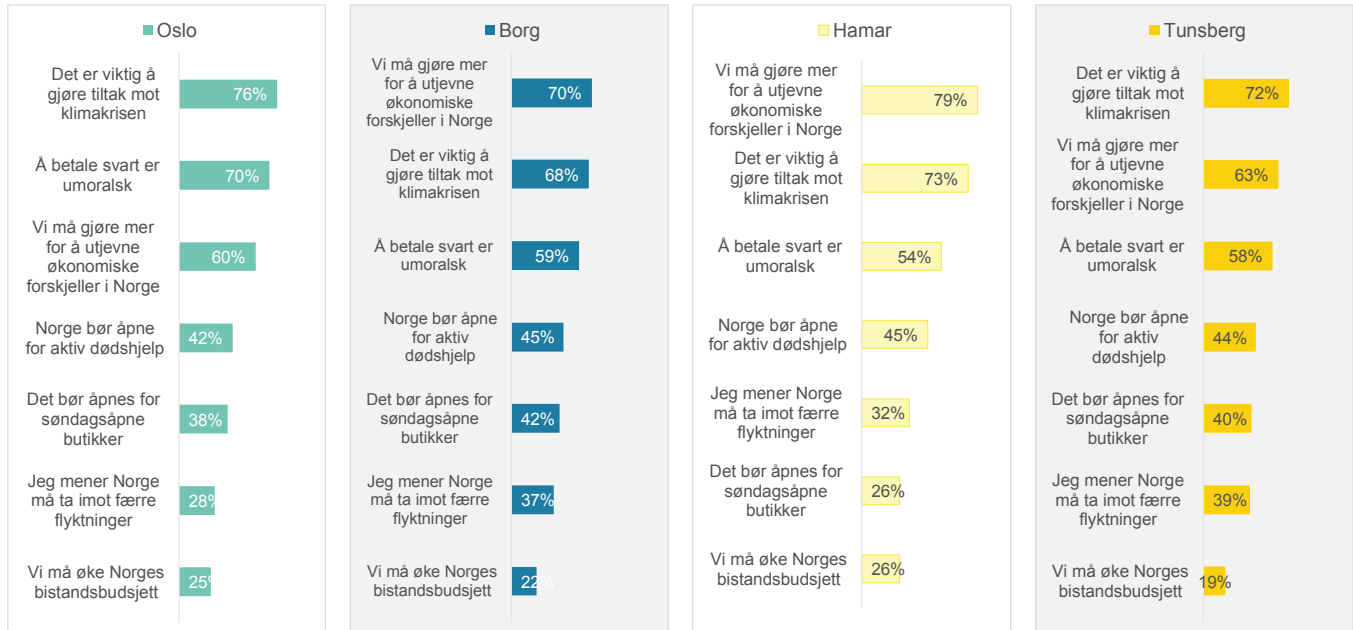 Oslo
Det er viktig å
gjøre tiltak mot
klimakrisen
76%
Å betale svart er
umoralsk
70%
Vi må gjøre mer
for å utjevne
økonomiske
forskjeller i Norge
60%
Norge bør åpne
for aktiv dødshjelp
42%
Det bør åpnes for
søndagsåpne
butikker
38%
Jeg mener Norge
må ta imot færre
flyktninger
28%
Vi må øke Norges
bistandsbudsjett
25%
Borg
Vi må gjøre mer
for å utjevne
økonomiske
forskjeller i Norge
70%
Det er viktig å
gjøre tiltak mot
klimakrisen
68%
Å betale svart er
umoralsk
59%
Norge bør åpne
for aktiv
dødshjelp
45%
Det bør åpnes for
søndagsåpne
butikker
42%
Jeg mener Norge
må ta imot færre
flyktninger
37%
Vi må øke Norges
bistandsbudsjett
22%
Hamar
Vi må gjøre mer
for å utjevne
økonomiske
forskjeller i Norge
79%
Det er viktig å
gjøre tiltak mot
klimakrisen
73%
Å betale svart er
umoralsk
54%
Norge bør åpne
for aktiv dødshjelp
45%
Jeg mener Norge
må ta imot færre
flyktninger
32%
Det bør åpnes for
søndagsåpne
butikker
26%
Vi må øke Norges
bistandsbudsjett
26%
Tunsberg
Det er viktig å
gjøre tiltak mot
klimakrisen
72%
Vi må gjøre mer
for å utjevne
økonomiske
forskjeller i Norge
63%
Å betale svart er
umoralsk
58%
Norge bør åpne
for aktiv
dødshjelp
44%
Det bør åpnes for
søndagsåpne
butikker
40%
Jeg mener Norge
må ta imot færre
flyktninger
39%
Vi må øke Norges
bistandsbudsjett
19%